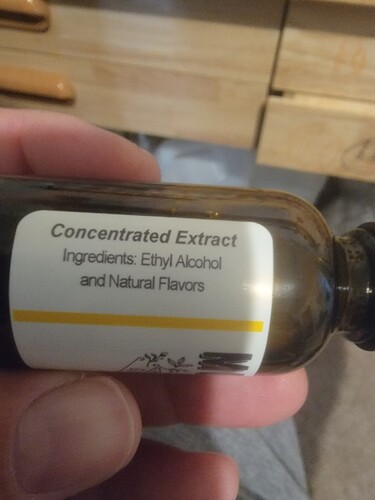 Concentrated Extract
Ingredients: Ethyl Alcohol
and Natural Flavors